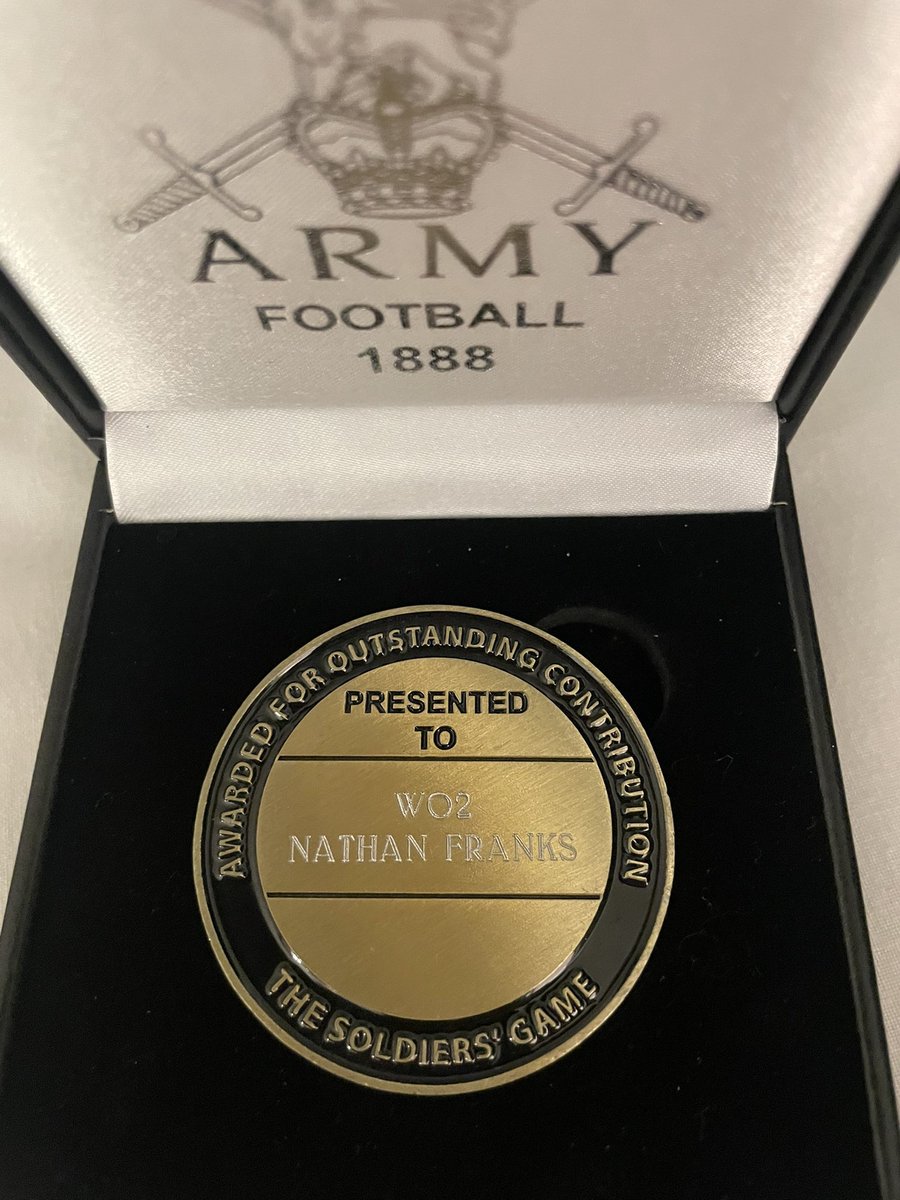 ARMY
FOOTBALL
1888
AWARDED FOR OUTSTANDING CONTRIBUTION
PRESENTED
TO
WO2
NATHAN FRANKS
THE SOLDIERS' GAME